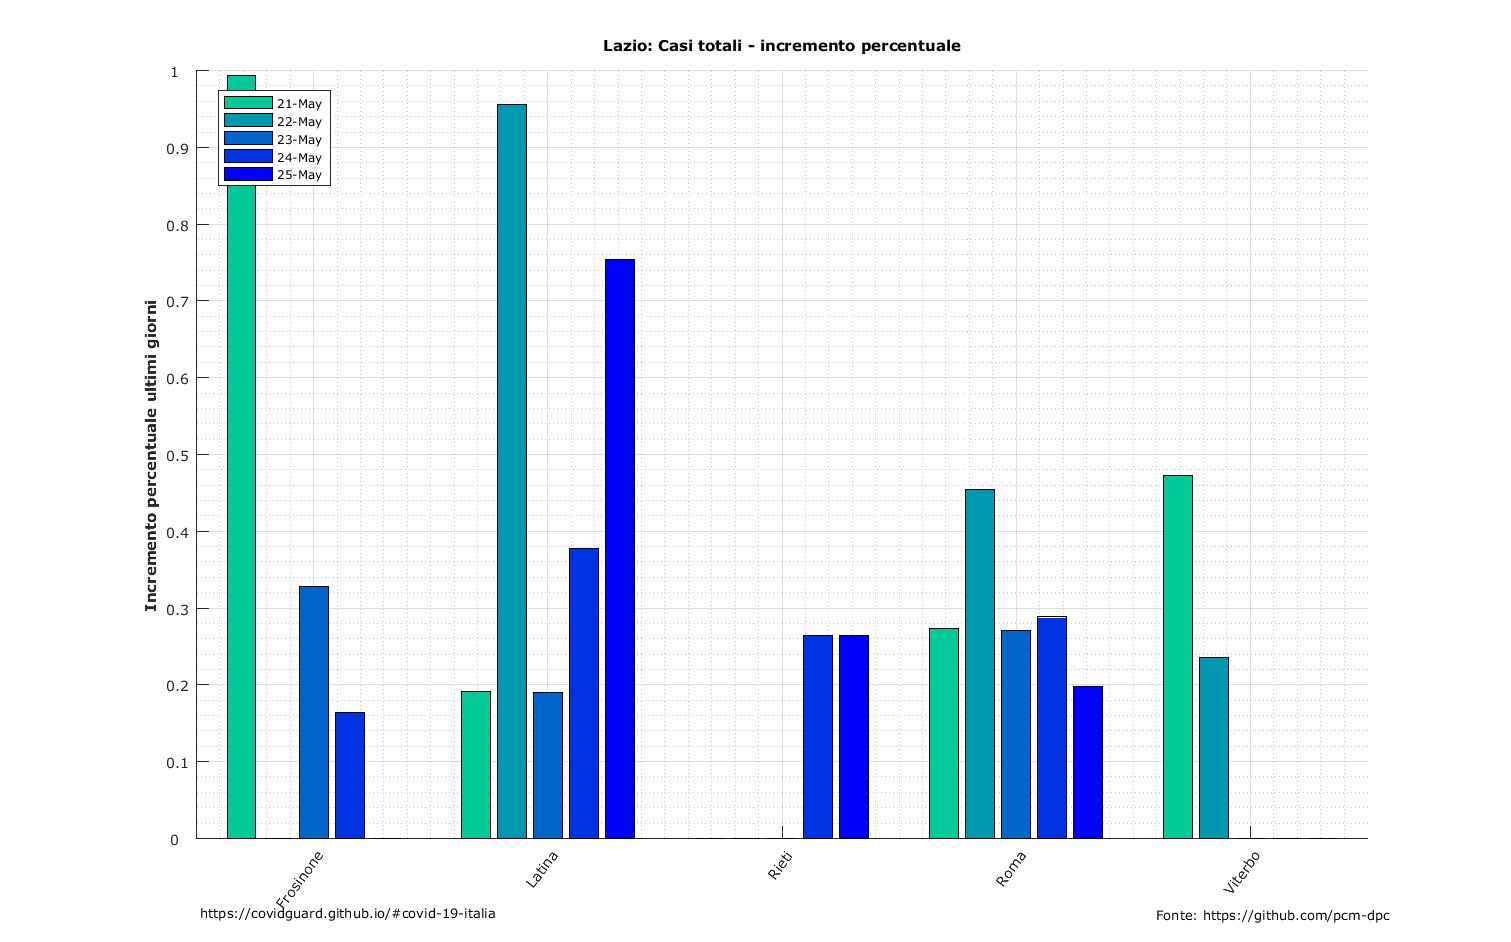 Lazio: Casi totali - incremento percentuale
Incremento percentuale ultimi giorni
1
0.9
0.8
0.7
0.6
0.5
0.4
0.3
0.2
0.1
0
21-May
22-May
23-May
24-May
25-May
Frosinone
Latina
Rieti
Roma
Viterbo
https://covidguard.github.io/#covid-19-italia
Fonte: https://github.com/pcm-dpc